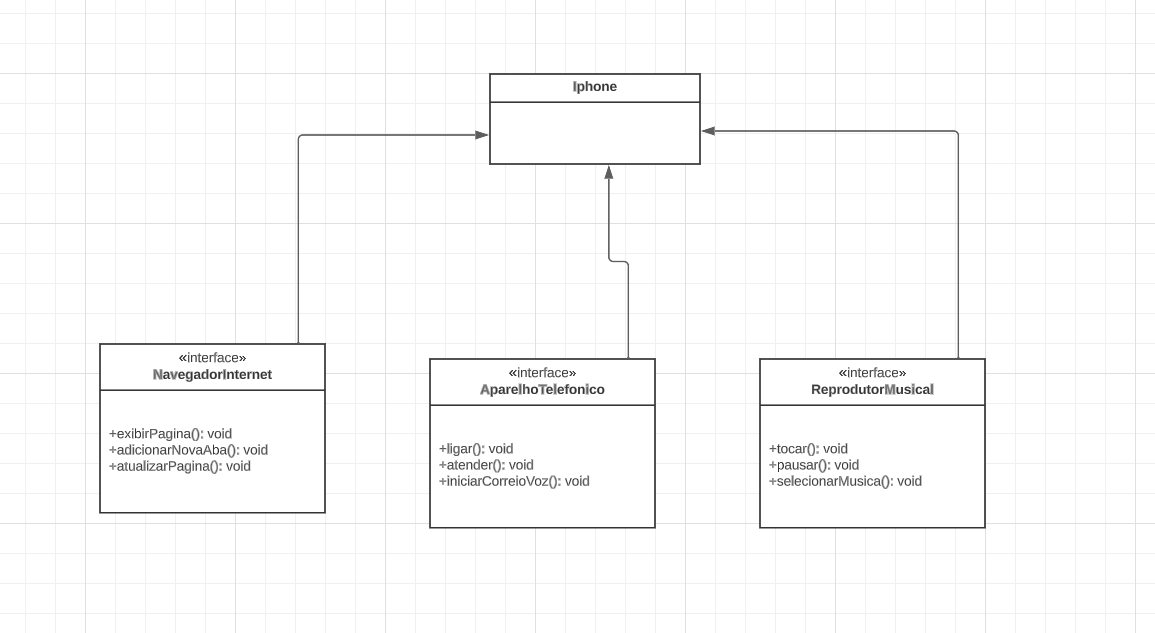 Iphone
«interface»
NavegadorInternet
+exibirPagina(): void
+adicionarNovaAba(): void
+atualizarPagina(): void
«interface»
AparelhoTelefonico
+ligar(): void
+atender(): void
+iniciarCorreioVoz(): void
«interface»
ReprodutorMusical
+tocar(): void
+pausar(): void
+selecionarMusica(): void